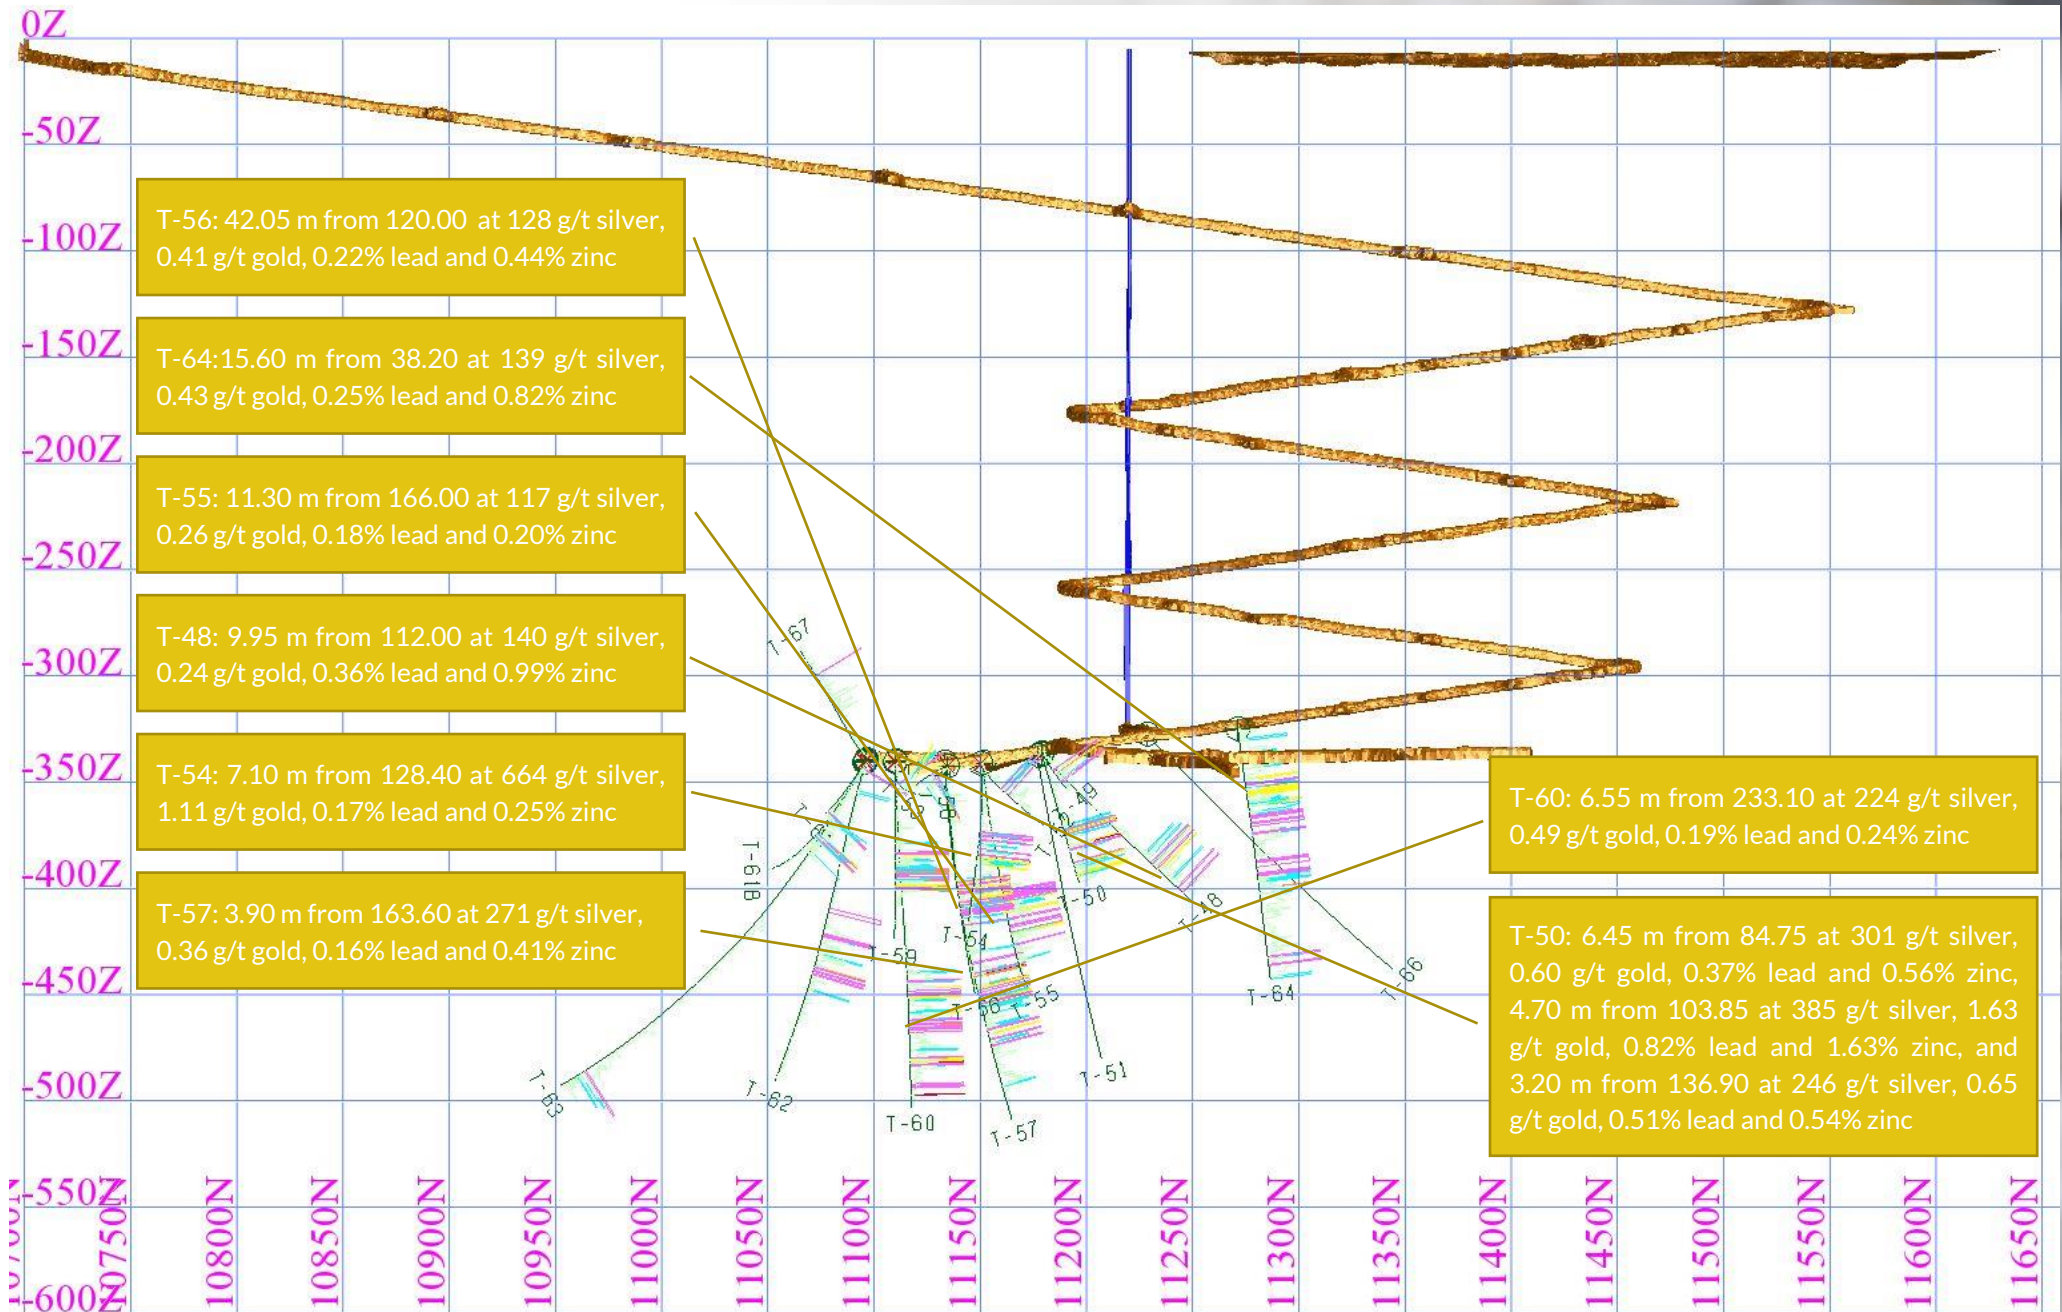 0Z
-50Z
-100Z
-150Z
-200Z
-250Z
-300Z
-350Z
-400Z
-450Z
-500Z
-550Z
-600Z
T-56: 42.05 m from 120.00 at 128 g/t silver,
0.41 g/t gold, 0.22% lead and 0.44% zinc
T-64:15.60 m from 38.20 at 139 g/t silver,
0.43 g/t gold, 0.25% lead and 0.82% zinc
T-55: 11.30 m from 166.00 at 117 g/t silver,
0.26 g/t gold, 0.18% lead and 0.20% zinc
T-48: 9.95 m from 112.00 at 140 g/t silver,
0.24 g/t gold, 0.36% lead and 0.99% zinc
T-54: 7.10 m from 128.40 at 664 g/t silver,
1.11 g/t gold, 0.17% lead and 0.25% zinc
T-57: 3.90 m from 163.60 at 271 g/t silver,
0.36 g/t gold, 0.16% lead and 0.41% zinc
T-60: 6.55 m from 233.10 at 224 g/t silver,
0.49 g/t gold, 0.19% lead and 0.24% zinc
T-50: 6.45 m from 84.75 at 301 g/t silver,
0.60 g/t gold, 0.37% lead and 0.56% zinc,
4.70 m from 103.85 at 385 g/t silver, 1.63
g/t gold, 0.82% lead and 1.63% zinc, and
3.20 m from 136.90 at 246 g/t silver, 0.65
g/t gold, 0.51% lead and 0.54% zinc
T-67
T-61B
T-49
T-50
T-48
T-59
T-54
T-56
T-55
T-64
T-66
T-51
T-63
T-62
T-60
T-57
10700N
10750N
10800N
10850N
10900N
10950N
11000N
11050N
11100N
11150N
11200N
11250N
11300N
11350N
11400N
11450N
11500N
11550N
11600N
11650N